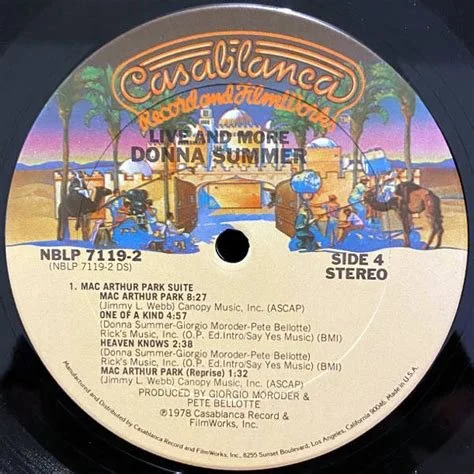 Casablanca
Record and FilmWorks
LIVE AND MORE
DONNA SUMMER
NBLP 7119-2
(NBLP 7119-2 DS)
SIDE 4
STEREO
1. MAC ARTHUR PARK SUITE
MAC ARTHUR PARK 8:27
(Jimmy L. Webb) Canopy Music, Inc. (ASCAP)
ONE OF A KIND 4:57
(Donna Summer-Giorgio Moroder-Pete Bellotte)
Rick's Music, Inc. (O.P. Ed.Intro/Say Yes Music) (BMI)
HEAVEN KNOWS 2:38
(Donna Summer-Giorgio Moroder-Pete Bellotte)
Rick's Music, Inc. (O.P. Ed.Intro/Say Yes Music) (BMI)
MAC ARTHUR PARK (Reprise) 1:32
(Jimmy L. Webb) Canopy Music, Inc. (ASCAP)
PRODUCED BY GIORGIO MORODER &
PETE BELLOTTE
℗1978 Casablanca Record &
FilmWorks, Inc.
Manufactured and Distributed by Casablanca Record and FilmWorks, Inc., 8255 Sunset Boulevard, Los Angeles, California 90046, Made in U.S.A.